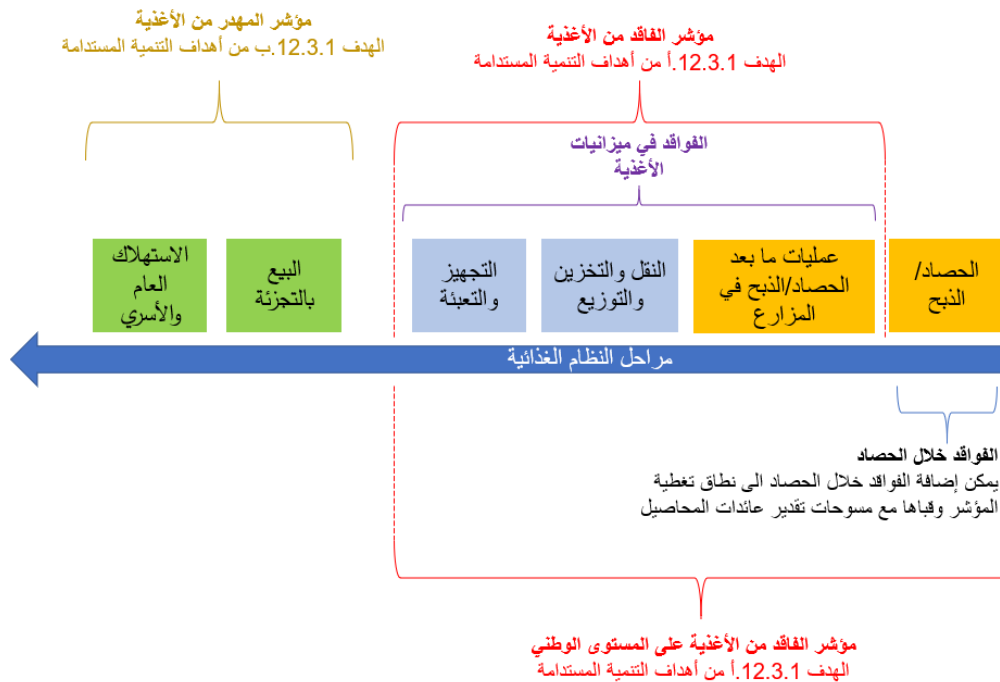 مؤشر الفاقد من الأغذية
الهدف 12.3.1.أ من أهداف التنمية المستدامة
مؤشر المهدر من الأغذية
الهدف 12.3.1.ب من أهداف التنمية المستدامة
الفواقد في ميزانيات
الأغذية
الحصاد/
الذبح
عمليات ما بعد
الحصاد/الذبح في
المزارع
النقل والتخزين
والتوزيع
التجهيز
والتعبئة
البيع
بالتجزئة
الاستهلاك
العام
والأسري
مراحل النظام الغذائية
الفواقد خلال الحصاد
يمكن إضافة الفواقد خلال الحصاد الى نطاق تغطية
المؤشر وقباها مع مسوحات تقدير عائدات المحاصيل
مؤشر الفاقد من الأغذية على المستوى الوطني
الهدف 12.3.1.أ من أهداف التنمية المستدامة